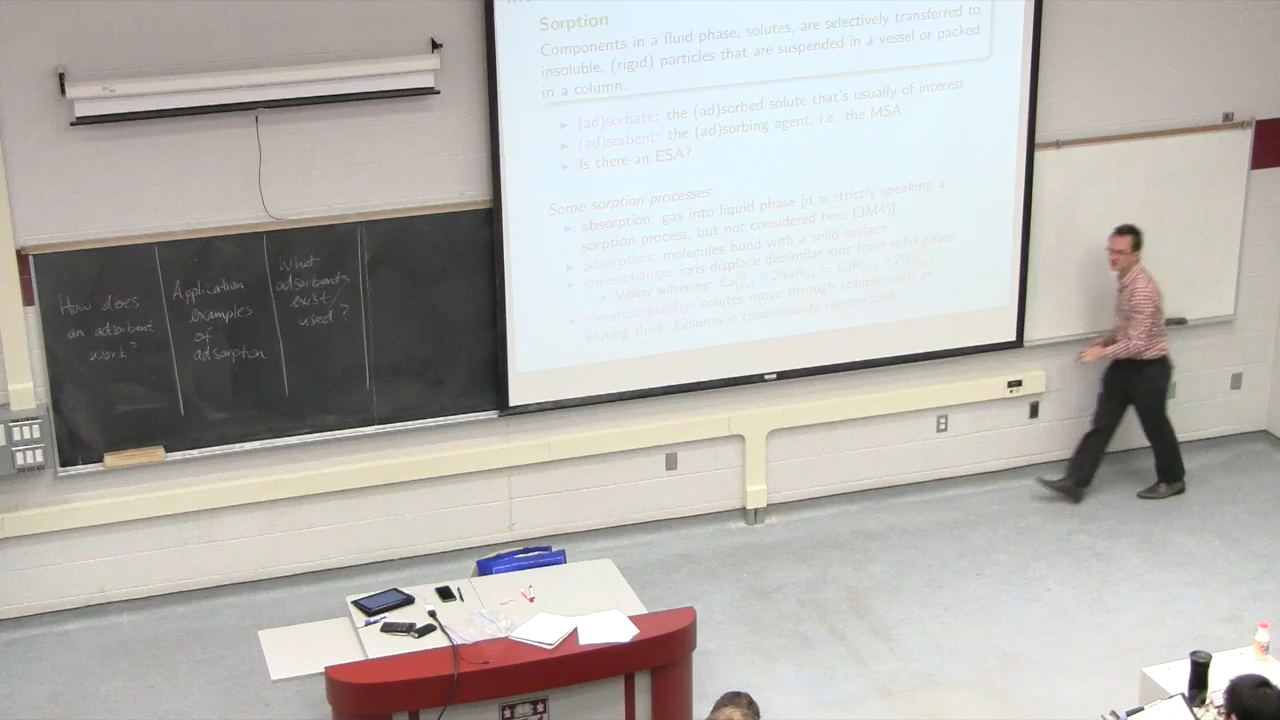 How does
an adsorbent
work?
Application
examples
of
adsorption
What
adsorbents
exist/
used?
Sorption
Components in a fluid phase, solutes, are selectively transferred to
insoluble, (rigid) particles that are suspended in a vessel or packed
in a column.
(ad)sorbate: the (ad)sorbed solute that's usually of interest
(ad)sorbent: the (ad)sorbing agent, i.e. the MSA
Is there an ESA?
Some sorption processes:
absorption: gas into liquid phase [it is strictly speaking a
sorption process, but not considered here (3M4)]
adsorption: molecules bond with a solid surface
ion exchange: ions displace dissimilar ions from solid phase
Water softening:
chromatography: solutes move through column with an
eluting fluid. Column is continuously regenerated.